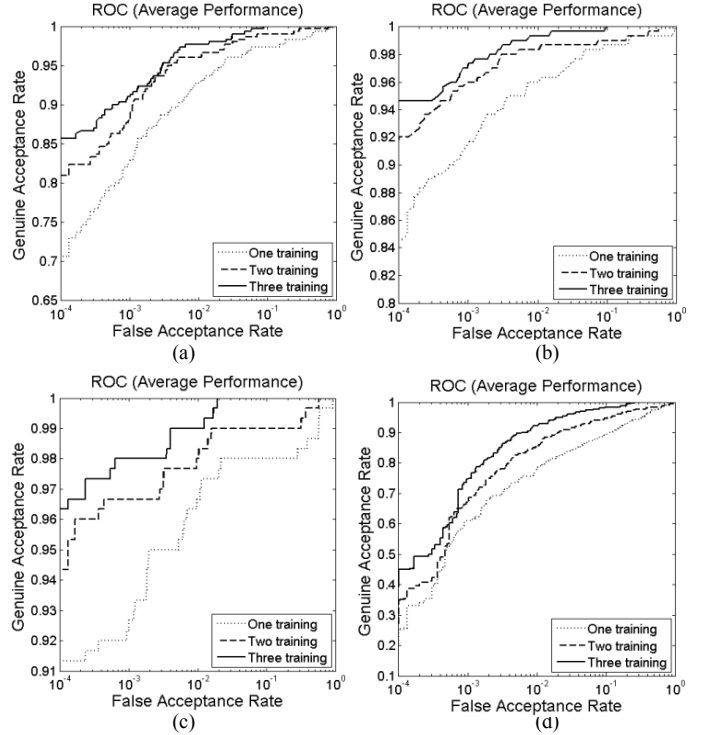 ROC (Average Performance)
1
0.95
0.9
0.85
0.8
0.75
0.7
0.65
Genuine Acceptance Rate
One training
Two training
Three training
10^-4 10^-3 10^-2 10^-1 10^0
False Acceptance Rate
(a)
ROC (Average Performance)
1
0.98
0.96
0.94
0.92
0.9
0.88
0.86
0.84
0.82
0.8
Genuine Acceptance Rate
One training
Two training
Three training
10^-4 10^-3 10^-2 10^-1 10^0
False Acceptance Rate
(b)
ROC (Average Performance)
1
0.99
0.98
0.97
0.96
0.95
0.94
0.93
0.92
0.91
Genuine Acceptance Rate
One training
Two training
Three training
10^-4 10^-3 10^-2 10^-1 10^0
False Acceptance Rate
(c)
ROC (Average Performance)
1
0.9
0.8
0.7
0.6
0.5
0.4
0.3
0.2
0.1
Genuine Acceptance Rate
One training
Two training
Three training
10^-4 10^-3 10^-2 10^-1 10^0
False Acceptance Rate
(d)